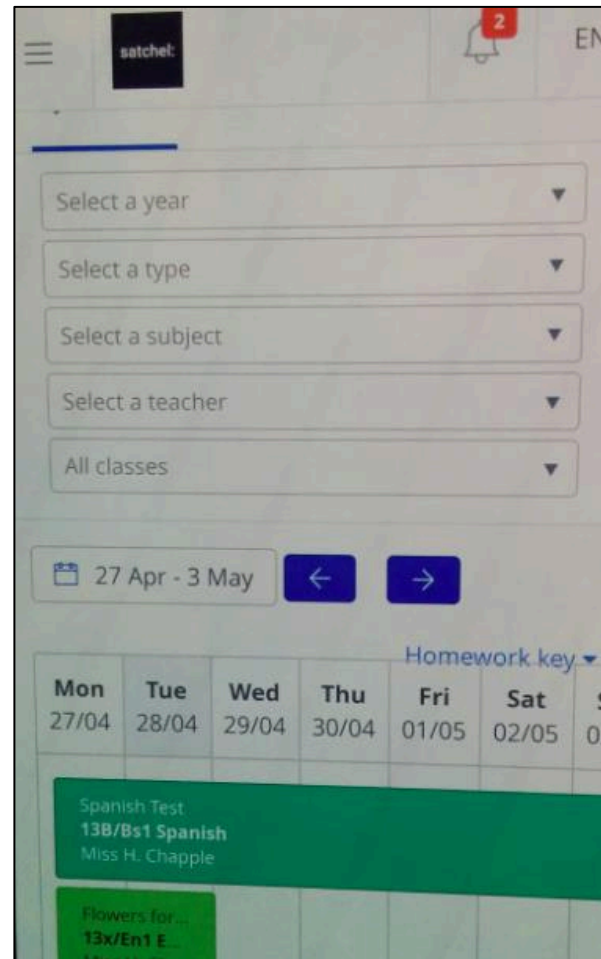 satchel:
2
EN
Select a year
Select a type
Select a subject
Select a teacher
All classes
27 Apr - 3 May
Homework key
Mon Tue Wed Thu Fri Sat
27/04 28/04 29/04 30/04 01/05 02/05 0
Spanish Test
13B/Bs1 Spanish
Miss H. Chapple
Flowers for...
13x/En1 E...